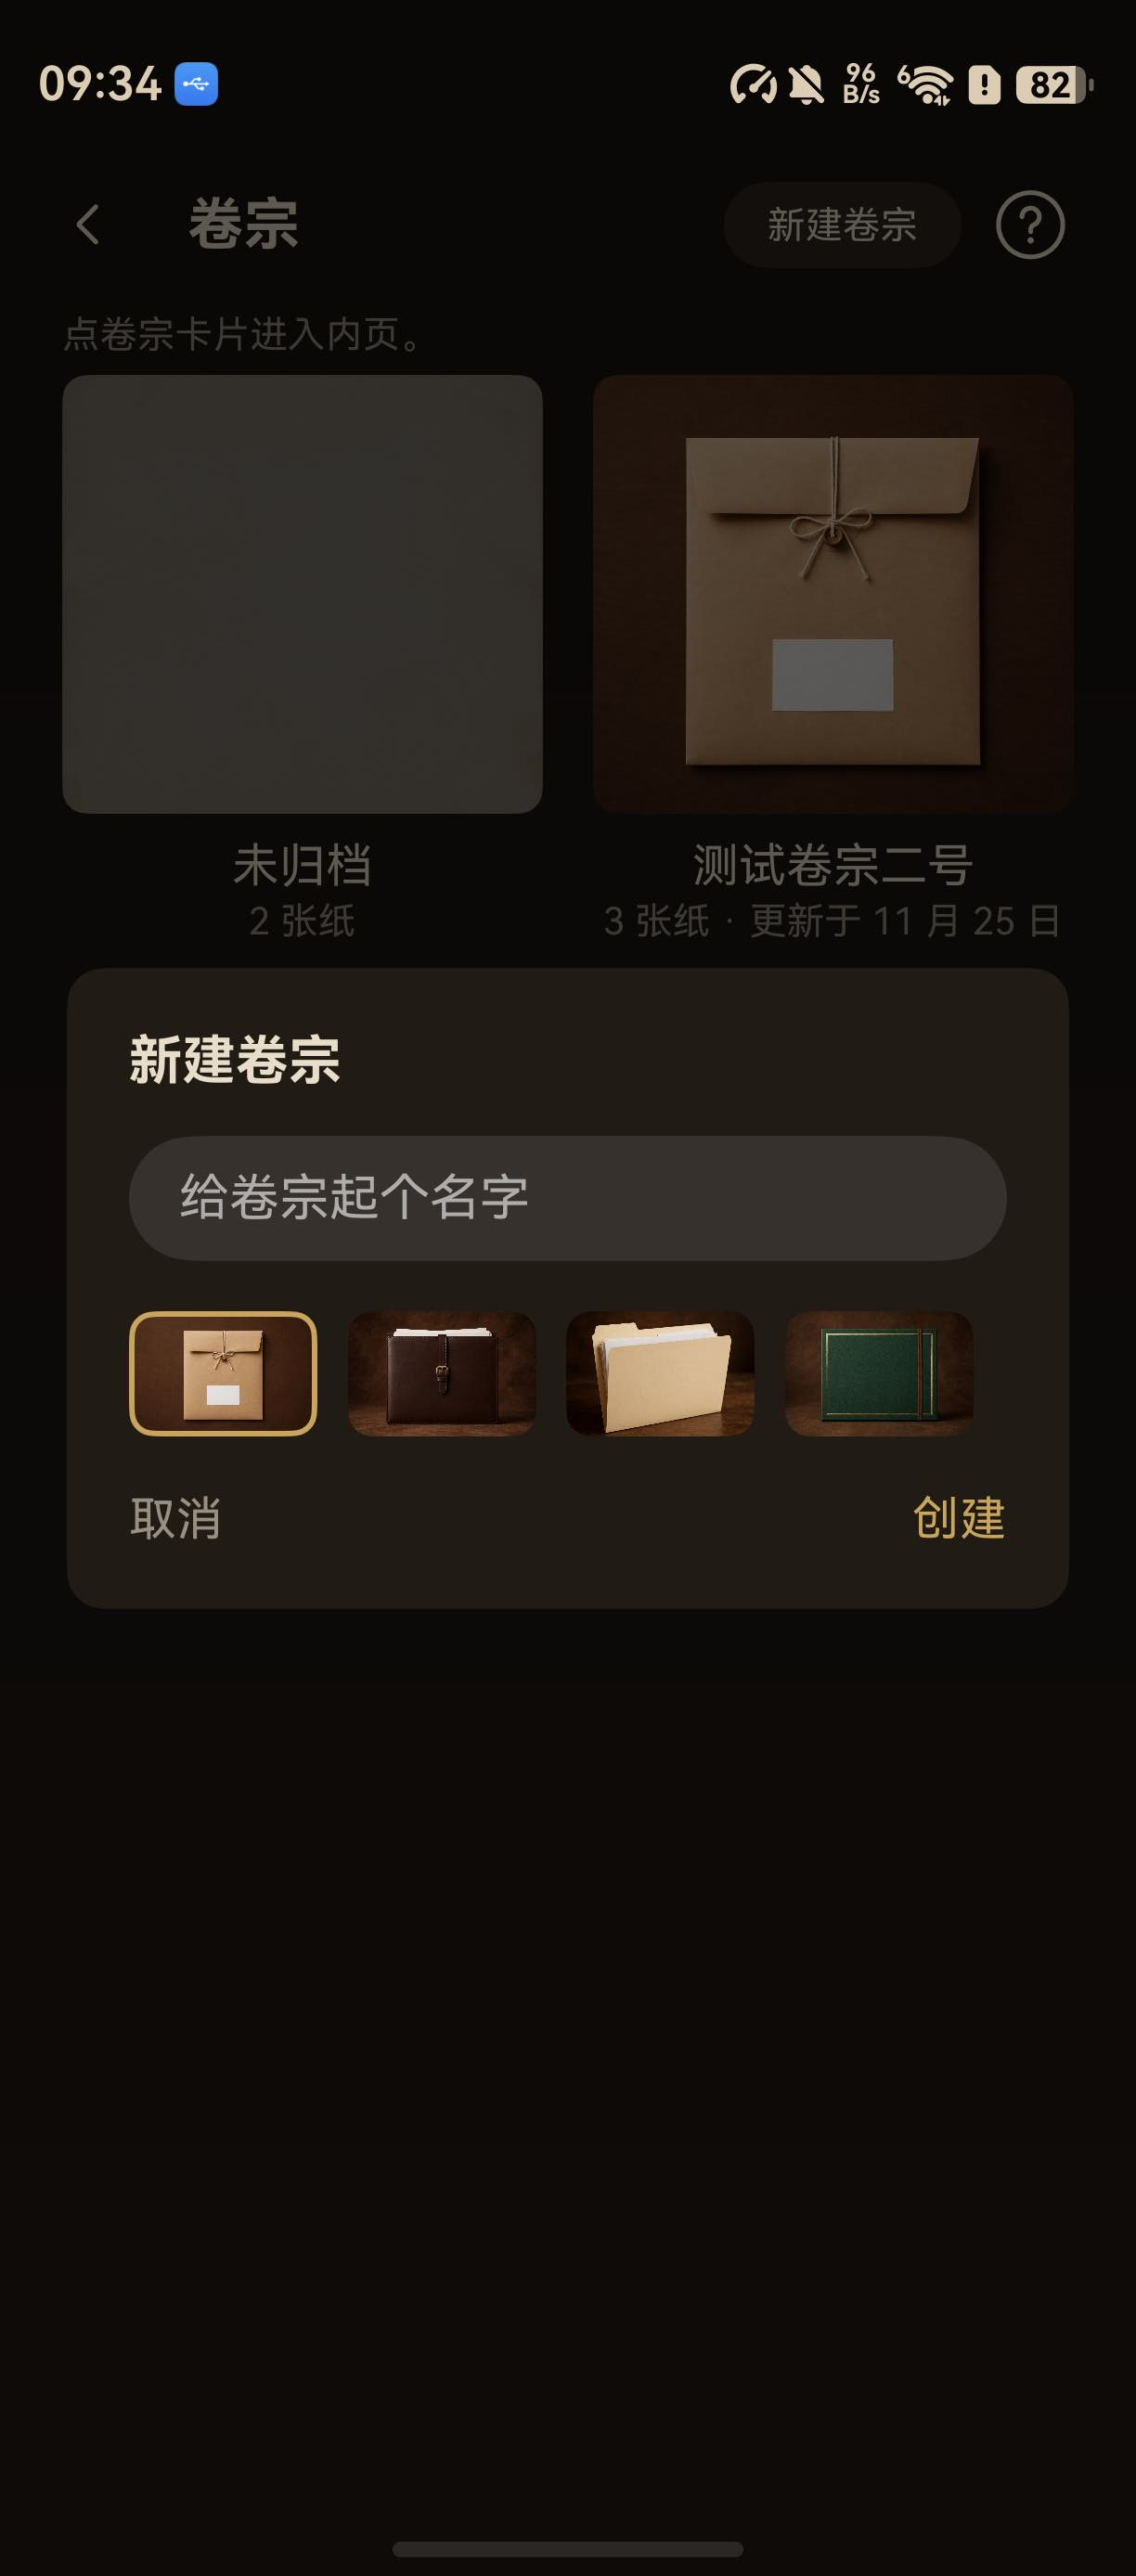 09:34
96 B/s
6
82
卷宗
新建卷宗
点卷宗卡片进入内页。
未归档
2 张纸
测试卷宗二号
3 张纸 · 更新于 11 月 25 日
新建卷宗
给卷宗起个名字
取消
创建